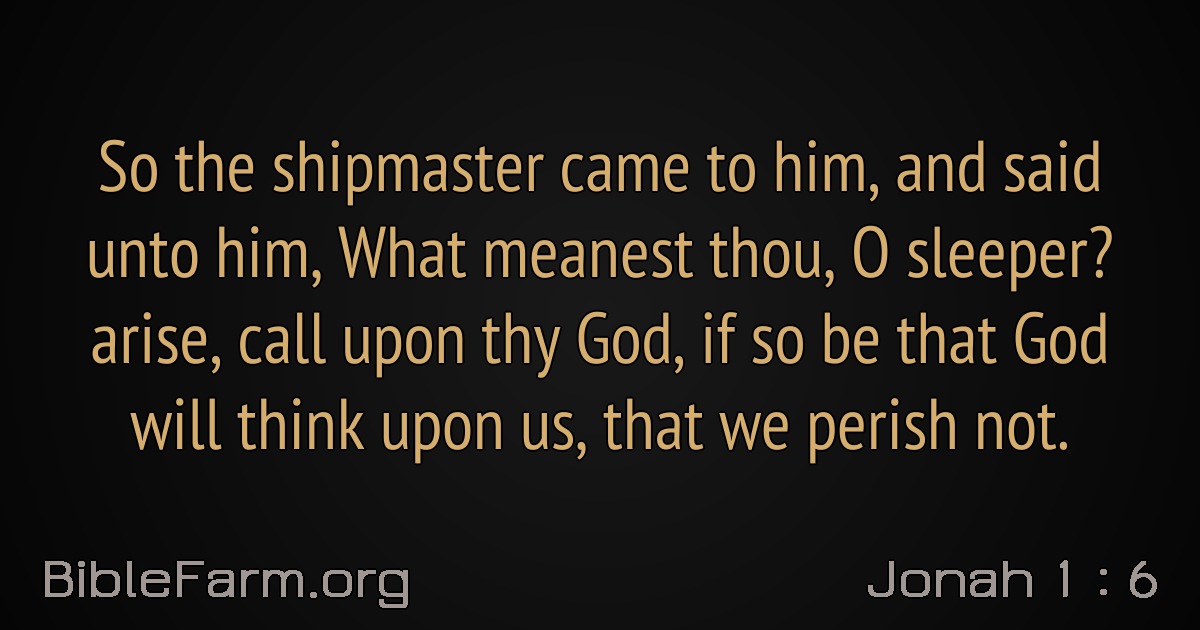 So the shipmaster came to him, and said
unto him, What meanest thou, O sleeper?
arise, call upon thy God, if so be that God
will think upon us, that we perish not.
BibleFarm.org
Jonah 1 : 6